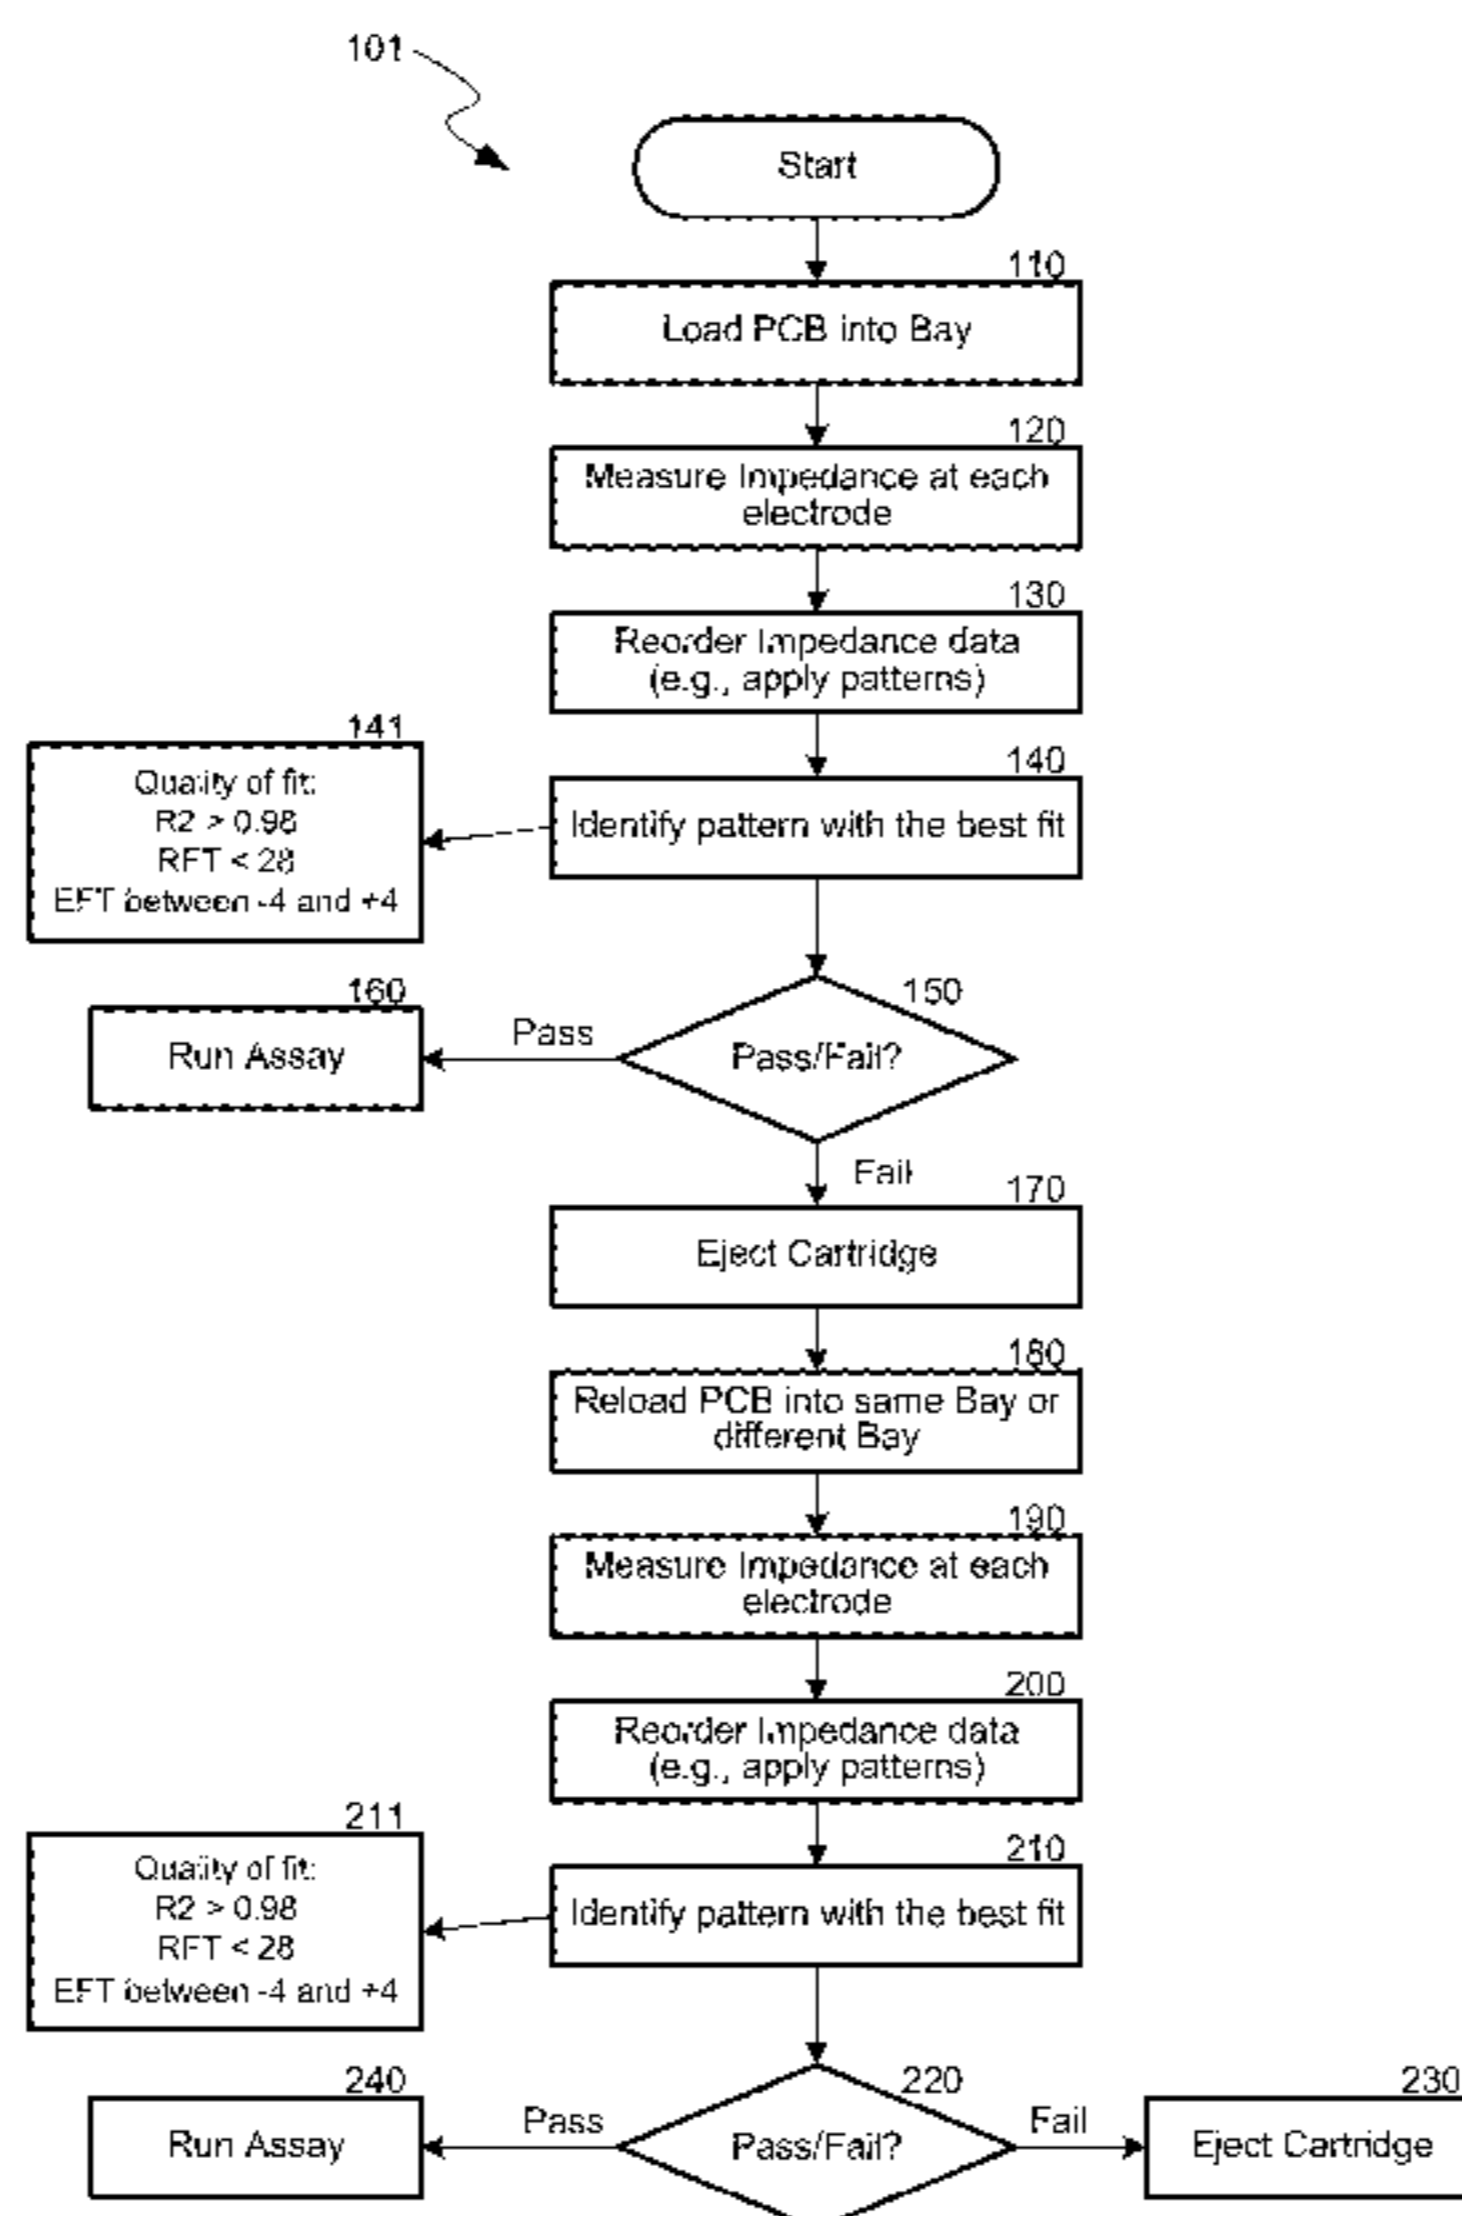 101
Start
110
Load PCB into Bay
120
Measure Impedance at each
electrode
130
Reorder Impedance data
(e.g., apply patterns)
141
Quality of fit:
R2 > 0.98
RFT < 28
EFT between -4 and +4
140
Identify pattern with the best fit
160
Run Assay
Pass
150
Pass/Fail?
Fail
170
Eject Cartridge
180
Reload PCB into same Bay or
different Bay
190
Measure Impedance at each
electrode
200
Reorder Impedance data
(e.g., apply patterns)
211
Quality of fit:
R2 > 0.98
RFT < 28
EFT between -4 and +4
210
Identify pattern with the best fit
240
Run Assay
Pass
220
Pass/Fail?
Fail
230
Eject Cartridge